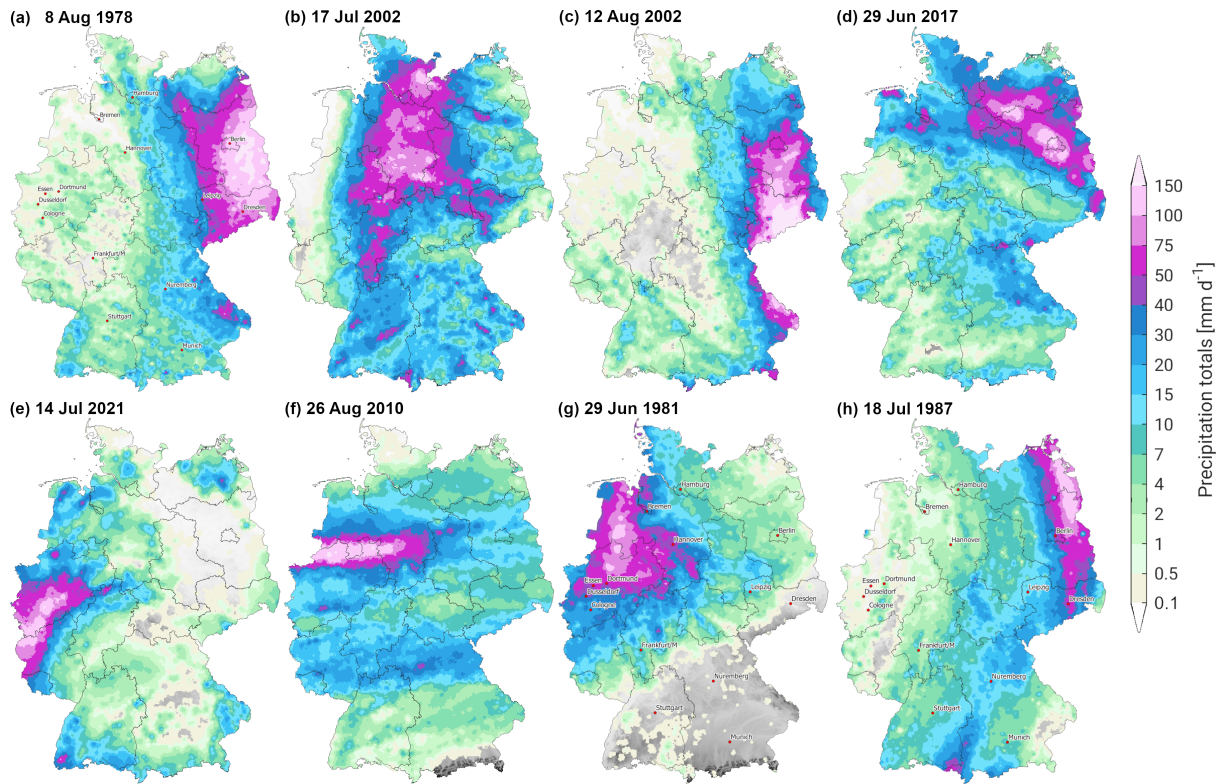 (a) 8 Aug 1978
(b) 17 Jul 2002
(c) 12 Aug 2002
(d) 29 Jun 2017
Hamburg
Bremen
Berlin
Hannover
Essen
Dortmund
Dusseldorf
Leipzig
Cologne
Dresden
Frankfurt/M
Nuremberg
Stuttgart
Munich
(e) 14 Jul 2021
(f) 26 Aug 2010
(g) 29 Jun 1981
(h) 18 Jul 1987
Hamburg
Bremen
Berlin
Hannover
Essen
Dortmund
Dusseldorf
Leipzig
Cologne
Dresden
Frankfurt/M
Nuremberg
Stuttgart
Munich
Hamburg
Bremen
Berlin
Hannover
Essen
Dortmund
Dusseldorf
Leipzig
Cologne
Dresden
Frankfurt/M
Nuremberg
Stuttgart
Munich
150
100
75
50
40
30
20
15
10
7
4
2
1
0.5
0.1
Precipitation totals [mm d⁻¹]